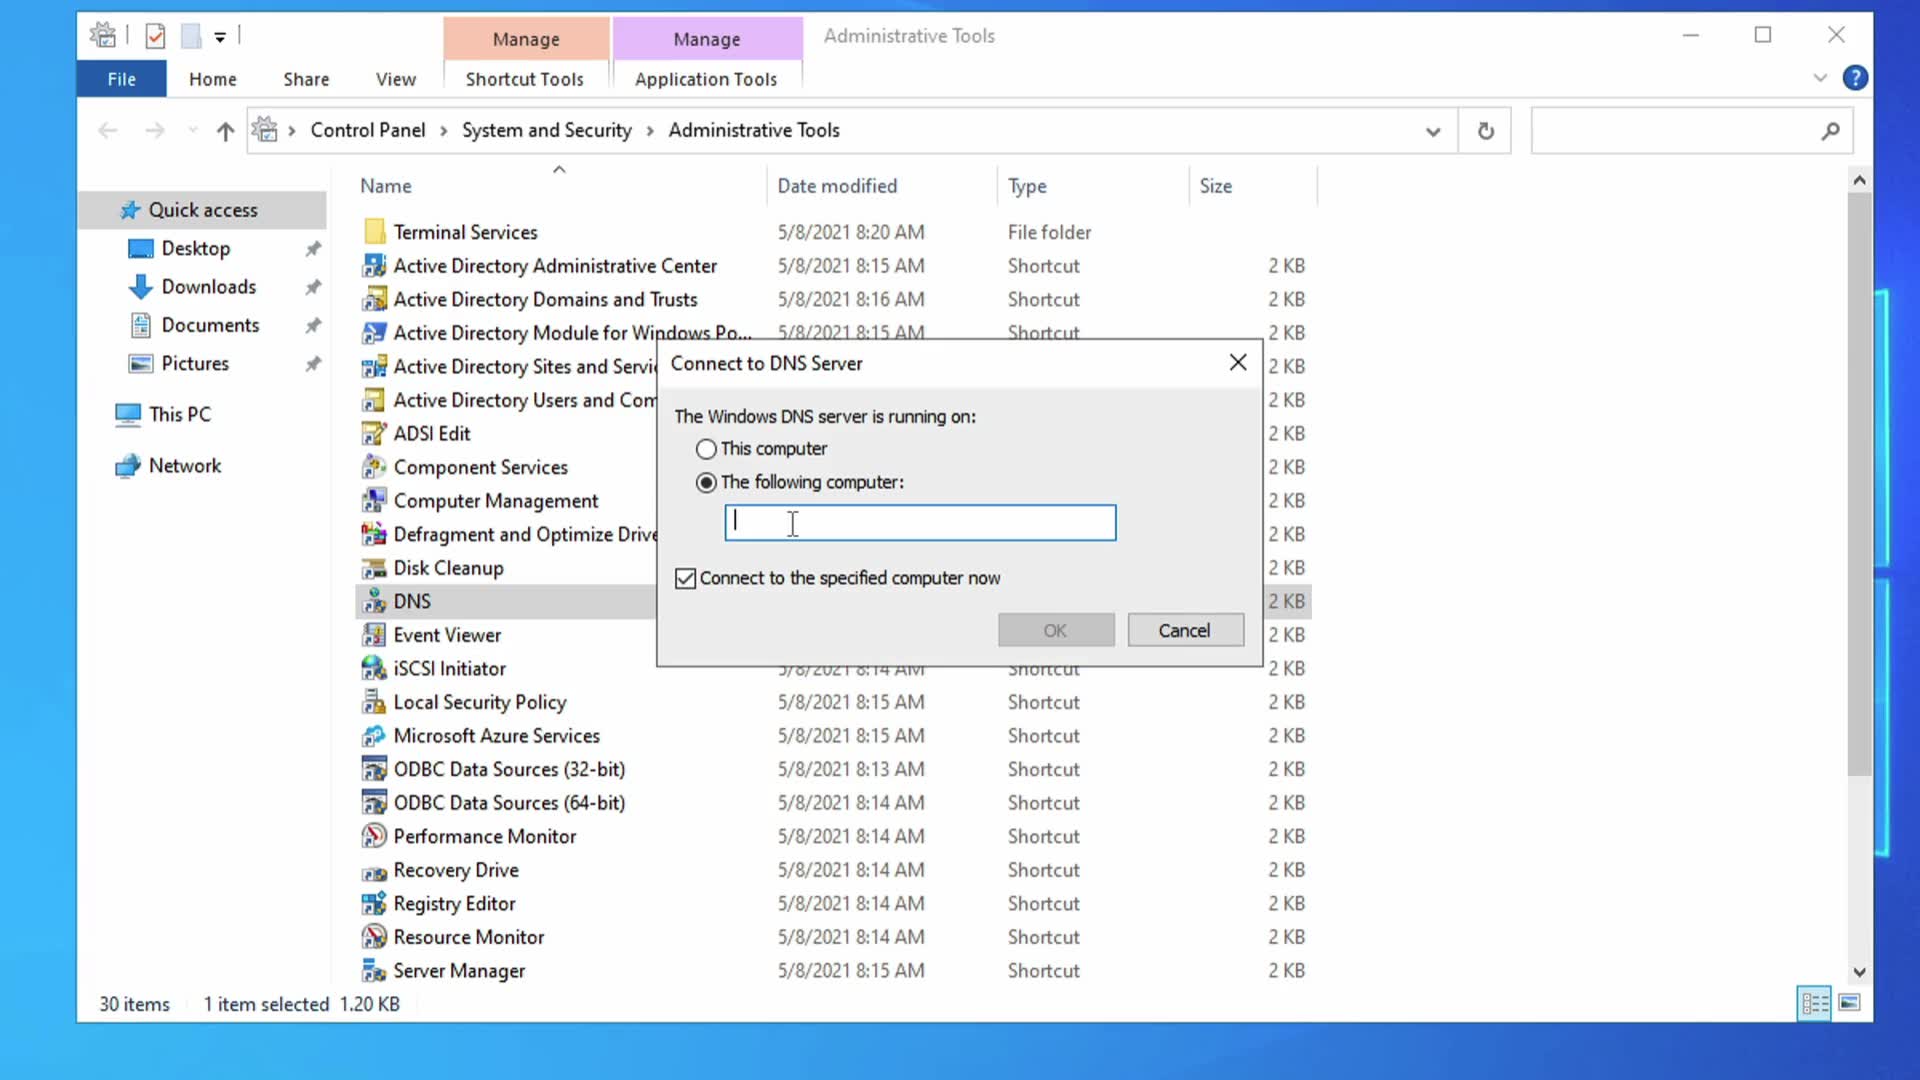 Manage
Manage
Administrative Tools
File
Home
Share
View
Shortcut Tools
Application Tools
?
Control Panel
System and Security
Administrative Tools
Name
Date modified
Type
Size
Quick access
Desktop
Downloads
Documents
Pictures
This PC
Network
Terminal Services 5/8/2021 8:20 AM File folder
Active Directory Administrative Center 5/8/2021 8:15 AM Shortcut 2 KB
Active Directory Domains and Trusts 5/8/2021 8:16 AM Shortcut 2 KB
Active Directory Module for Windows Po... 5/8/2021 8:15 AM Shortcut 2 KB
Active Directory Sites and Servi 2 KB
Active Directory Users and Com 2 KB
ADSI Edit 2 KB
Component Services 2 KB
Computer Management 2 KB
Defragment and Optimize Drive 2 KB
Disk Cleanup 2 KB
DNS 2 KB
Event Viewer 2 KB
iSCSI Initiator 5/8/2021 8:14 AM Shortcut 2 KB
Local Security Policy 5/8/2021 8:15 AM Shortcut 2 KB
Microsoft Azure Services 5/8/2021 8:15 AM Shortcut 2 KB
ODBC Data Sources (32-bit) 5/8/2021 8:13 AM Shortcut 2 KB
ODBC Data Sources (64-bit) 5/8/2021 8:14 AM Shortcut 2 KB
Performance Monitor 5/8/2021 8:14 AM Shortcut 2 KB
Recovery Drive 5/8/2021 8:14 AM Shortcut 2 KB
Registry Editor 5/8/2021 8:14 AM Shortcut 2 KB
Resource Monitor 5/8/2021 8:14 AM Shortcut 2 KB
Server Manager 5/8/2021 8:15 AM Shortcut 2 KB
Connect to DNS Server
The Windows DNS server is running on:
This computer
The following computer:
Connect to the specified computer now
OK
Cancel
30 items
1 item selected 1.20 KB